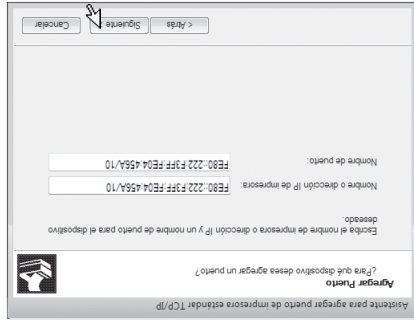 Asistente para agregar puerto de impresora estándar TCP/IP
Agregar Puerto
¿Para qué dispositivo desea agregar un puerto?
Escriba el nombre de impresora o dirección IP y un nombre de puerto para el dispositivo
deseado.
Nombre o dirección IP de impresora: FE80::222:F3FF:FE04:456A/10
Nombre de puerto: FE80::222:F3FF:FE04:456A/10
< Atrás Siguiente > Cancelar